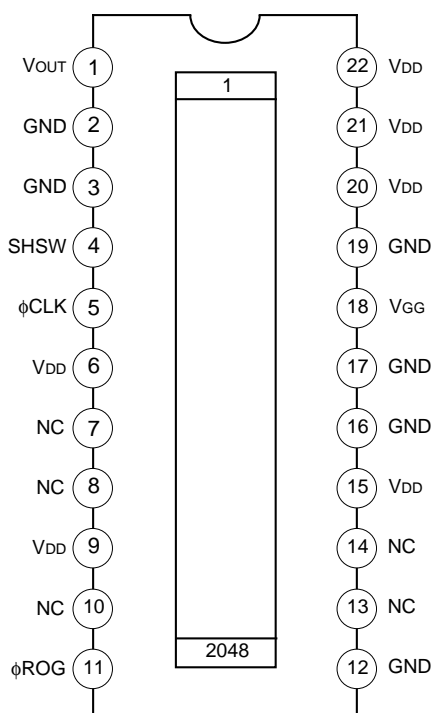 VOUT 1 22 VDD
1
GND 2 21 VDD
GND 3 20 VDD
SHSW 4 19 GND
ϕCLK 5 18 VGG
VDD 6 17 GND
NC 7 16 GND
NC 8 15 VDD
VDD 9 14 NC
NC 10 13 NC
2048
ϕROG 11 12 GND